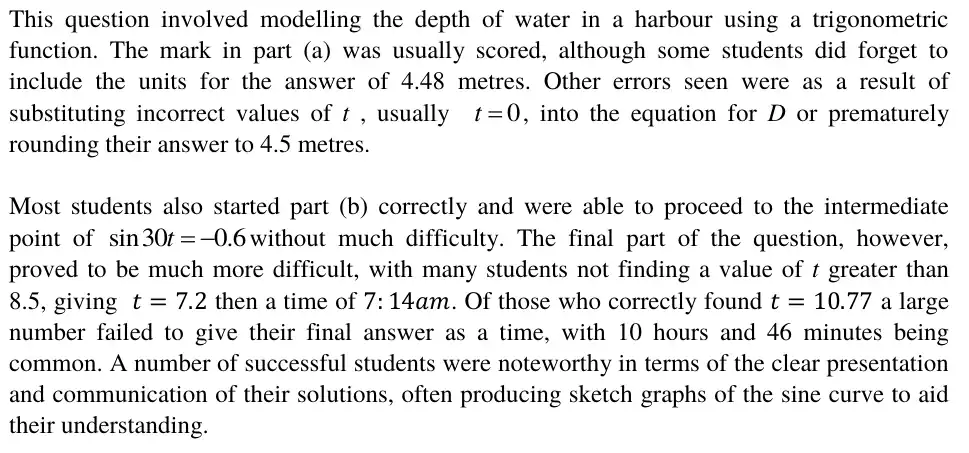 This question involved modelling the depth of water in a harbour using a trigonometric
function. The mark in part (a) was usually scored, although some students did forget to
include the units for the answer of 4.48 metres. Other errors seen were as a result of
substituting incorrect values of t , usually t = 0, into the equation for D or prematurely
rounding their answer to 4.5 metres.

Most students also started part (b) correctly and were able to proceed to the intermediate
point of sin 30t = –0.6 without much difficulty. The final part of the question, however,
proved to be much more difficult, with many students not finding a value of t greater than
8.5, giving t = 7.2 then a time of 7: 14am. Of those who correctly found t = 10.77 a large
number failed to give their final answer as a time, with 10 hours and 46 minutes being
common. A number of successful students were noteworthy in terms of the clear presentation
and communication of their solutions, often producing sketch graphs of the sine curve to aid
their understanding.